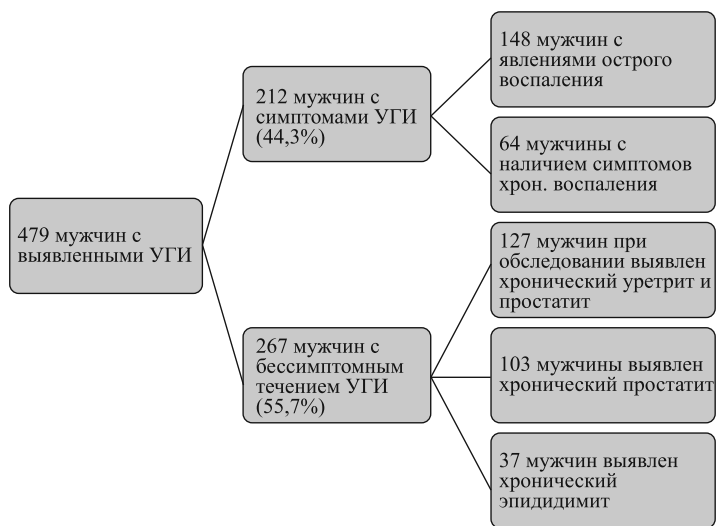 479 мужчин с
выявленными УГИ
212 мужчин с
симптомами УГИ
(44,3%)
267 мужчин с
бессимптомным
течением УГИ
(55,7%)
148 мужчин с
явлениями острого
воспаления
64 мужчины с
наличием симптомов
хрон. воспаления
127 мужчин при
обследовании выявлен
хронический уретрит и
простатит
103 мужчины выявлен
хронический простатит
37 мужчин выявлен
хронический
эпидидимит